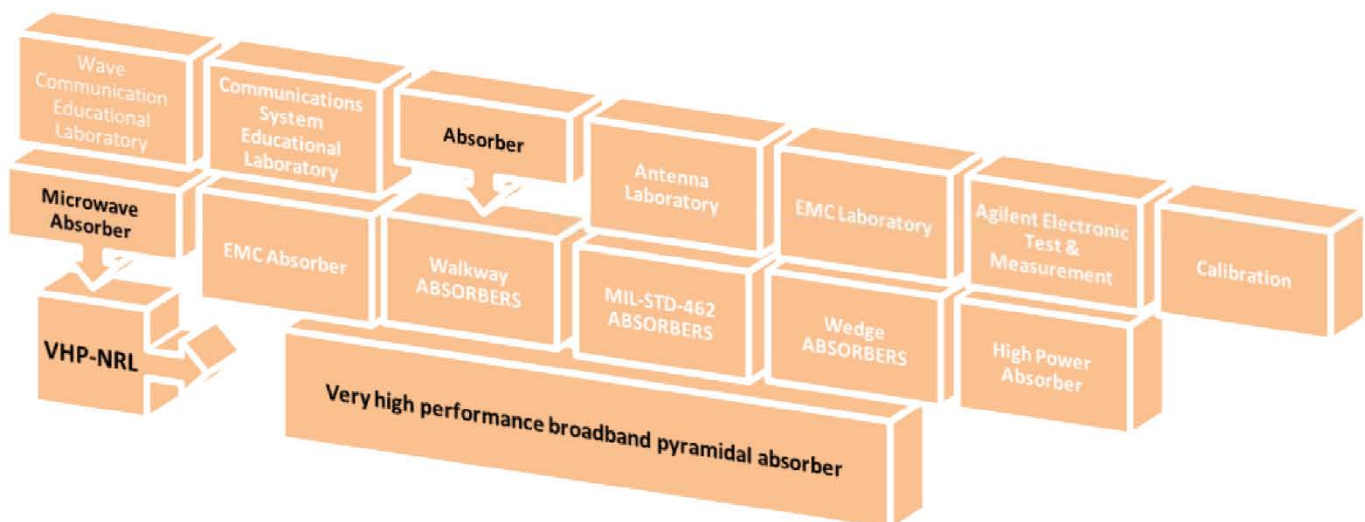 Wave
Communication
Educational
Laboratory
Communications
System
Educational
Laboratory
Absorber
Antenna
Laboratory
EMC Laboratory
Agilent Electronic
Test &
Measurement
Calibration
Microwave
Absorber
EMC Absorber
Walkway
ABSORBERS
MIL-STD-462
ABSORBERS
Wedge
ABSORBERS
High Power
Absorber
VHP-NRL
Very high performance broadband pyramidal absorber